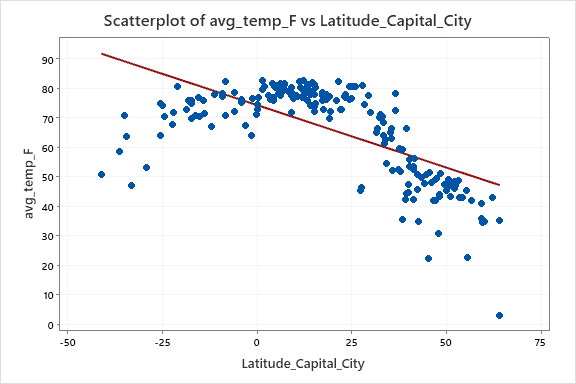 Scatterplot of avg_temp_F vs Latitude_Capital_City
90
80
70
60
50
40
30
20
10
0
avg_temp_F
-50 -25 0 25 50 75
Latitude_Capital_City